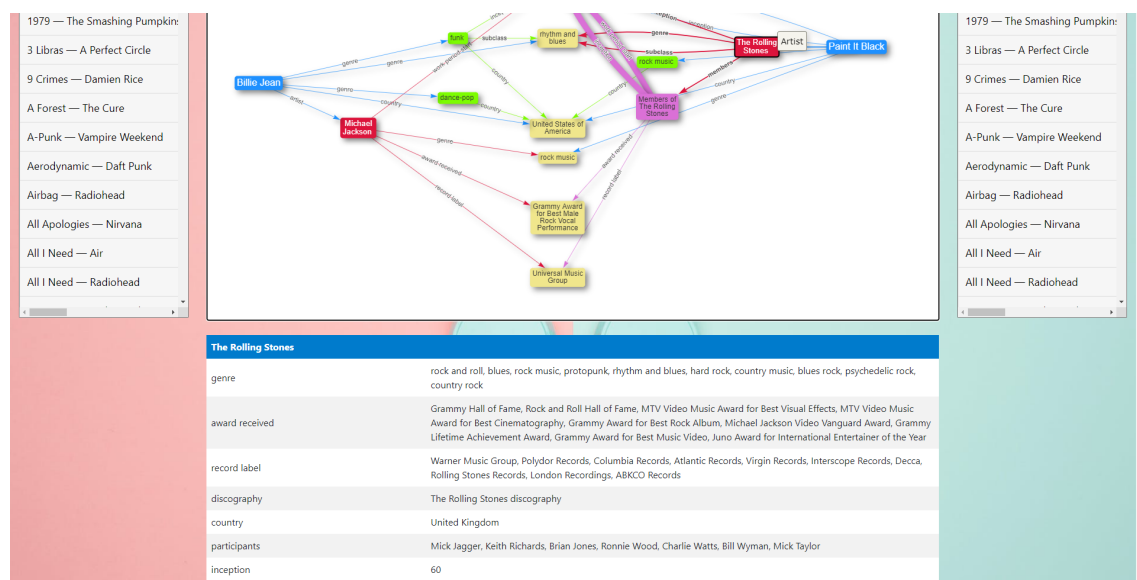 1979 — The Smashing Pumpkins
3 Libras — A Perfect Circle
9 Crimes — Damien Rice
A Forest — The Cure
A-Punk — Vampire Weekend
Aerodynamic — Daft Punk
Airbag — Radiohead
All Apologies — Nirvana
All I Need — Air
All I Need — Radiohead
funk
subclass
rhythm and
blues
genre
subclass
rock music
The Rolling
Stones
Artist
Paint It Black
inception
members
country
genre
Billie Jean
genre
genre
genre
country
artist
work period start
country
dance-pop
country
country
Members of
The Rolling
Stones
Michael
Jackson
United States of
America
genre
rock music
award received
record label
award received
record label
Grammy Award
for Best Male
Rock Vocal
Performance
Universal Music
Group
1979 — The Smashing Pumpkins
3 Libras — A Perfect Circle
9 Crimes — Damien Rice
A Forest — The Cure
A-Punk — Vampire Weekend
Aerodynamic — Daft Punk
Airbag — Radiohead
All Apologies — Nirvana
All I Need — Air
All I Need — Radiohead
The Rolling Stones
genre
rock and roll, blues, rock music, protopunk, rhythm and blues, hard rock, country music, blues rock, psychedelic rock,
country rock
award received
Grammy Hall of Fame, Rock and Roll Hall of Fame, MTV Video Music Award for Best Visual Effects, MTV Video Music
Award for Best Cinematography, Grammy Award for Best Rock Album, Michael Jackson Video Vanguard Award, Grammy
Lifetime Achievement Award, Grammy Award for Best Music Video, Juno Award for International Entertainer of the Year
record label
Warner Music Group, Polydor Records, Columbia Records, Atlantic Records, Virgin Records, Interscope Records, Decca,
Rolling Stones Records, London Recordings, ABKCO Records
discography
The Rolling Stones discography
country
United Kingdom
participants
Mick Jagger, Keith Richards, Brian Jones, Ronnie Wood, Charlie Watts, Bill Wyman, Mick Taylor
inception
60